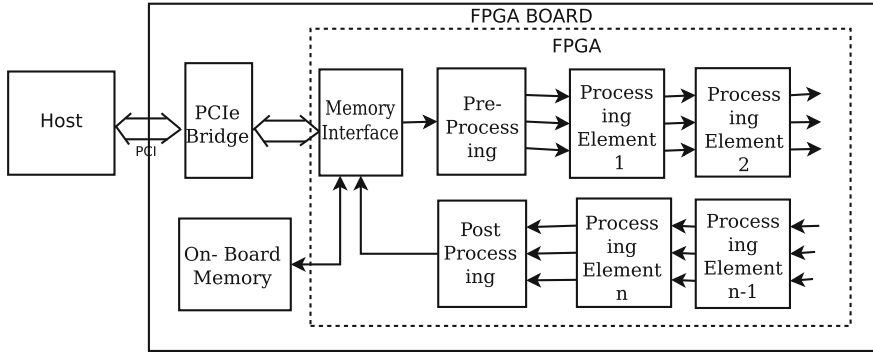 FPGA BOARD
FPGA
Host
PCI
PCIe
Bridge
Memory
Interface
Pre-
Process
ing
Process
ing
Element
1
Process
ing
Element
2
On- Board
Memory
Post
Process
ing
Process
ing
Element
n
Process
ing
Element
n-1